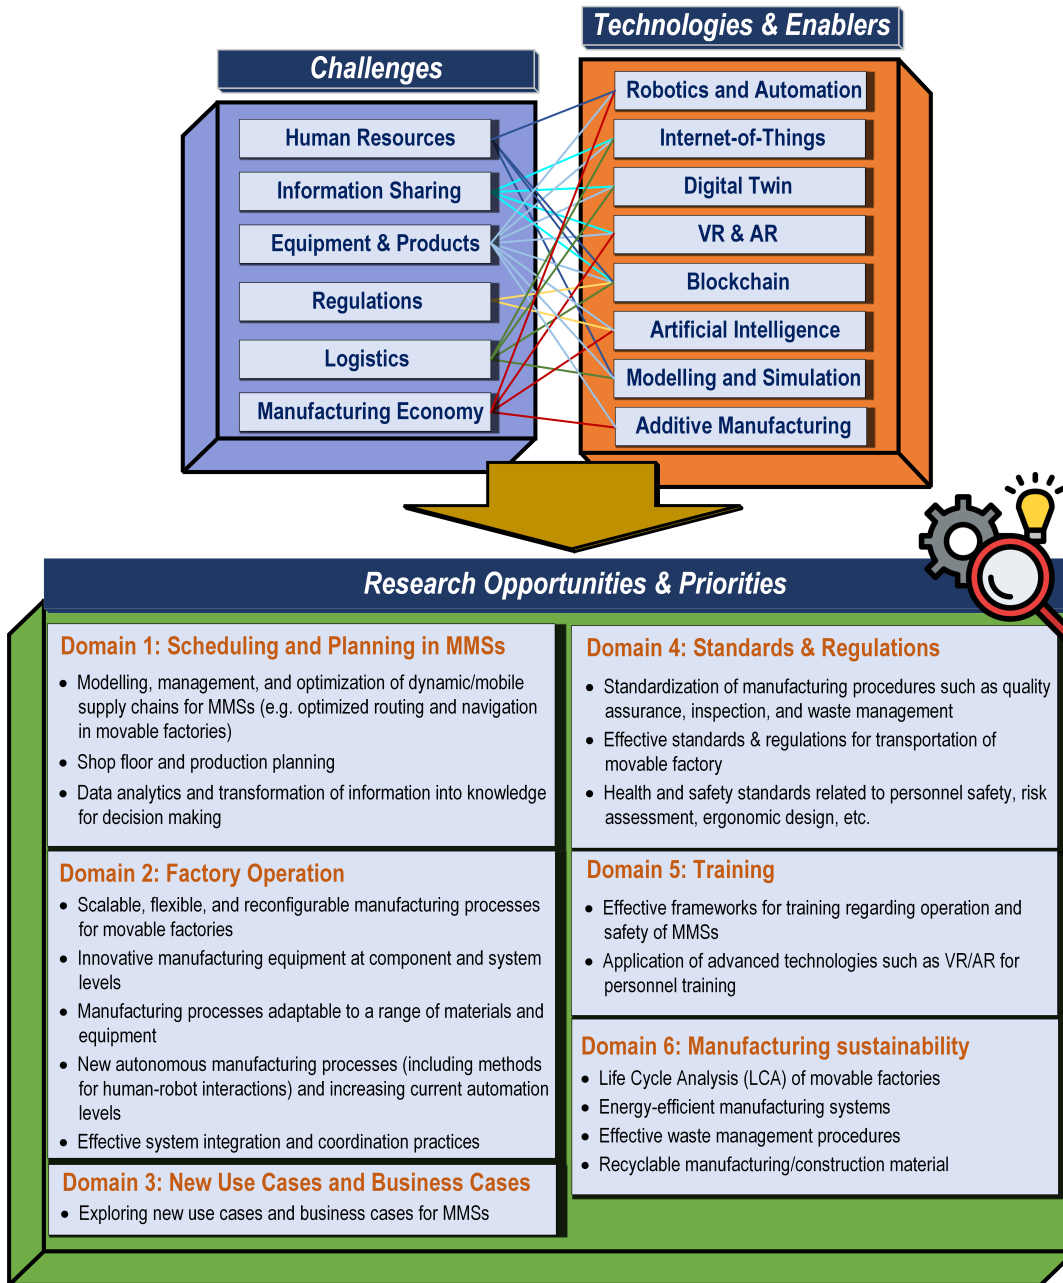 Technologies & Enablers
Challenges
Human Resources
Information Sharing
Equipment & Products
Regulations
Logistics
Manufacturing Economy
Robotics and Automation
Internet-of-Things
Digital Twin
VR & AR
Blockchain
Artificial Intelligence
Modelling and Simulation
Additive Manufacturing
Research Opportunities & Priorities
Domain 1: Scheduling and Planning in MMSs
• Modelling, management, and optimization of dynamic/mobile
supply chains for MMSs (e.g. optimized routing and navigation
in movable factories)
• Shop floor and production planning
• Data analytics and transformation of information into knowledge
for decision making
Domain 2: Factory Operation
• Scalable, flexible, and reconfigurable manufacturing processes
for movable factories
• Innovative manufacturing equipment at component and system
levels
• Manufacturing processes adaptable to a range of materials and
equipment
• New autonomous manufacturing processes (including methods
for human-robot interactions) and increasing current automation
levels
• Effective system integration and coordination practices
Domain 3: New Use Cases and Business Cases
• Exploring new use cases and business cases for MMSs
Domain 4: Standards & Regulations
• Standardization of manufacturing procedures such as quality
assurance, inspection, and waste management
• Effective standards & regulations for transportation of
movable factory
• Health and safety standards related to personnel safety, risk
assessment, ergonomic design, etc.
Domain 5: Training
• Effective frameworks for training regarding operation and
safety of MMSs
• Application of advanced technologies such as VR/AR for
personnel training
Domain 6: Manufacturing sustainability
• Life Cycle Analysis (LCA) of movable factories
• Energy-efficient manufacturing systems
• Effective waste management procedures
• Recyclable manufacturing/construction material